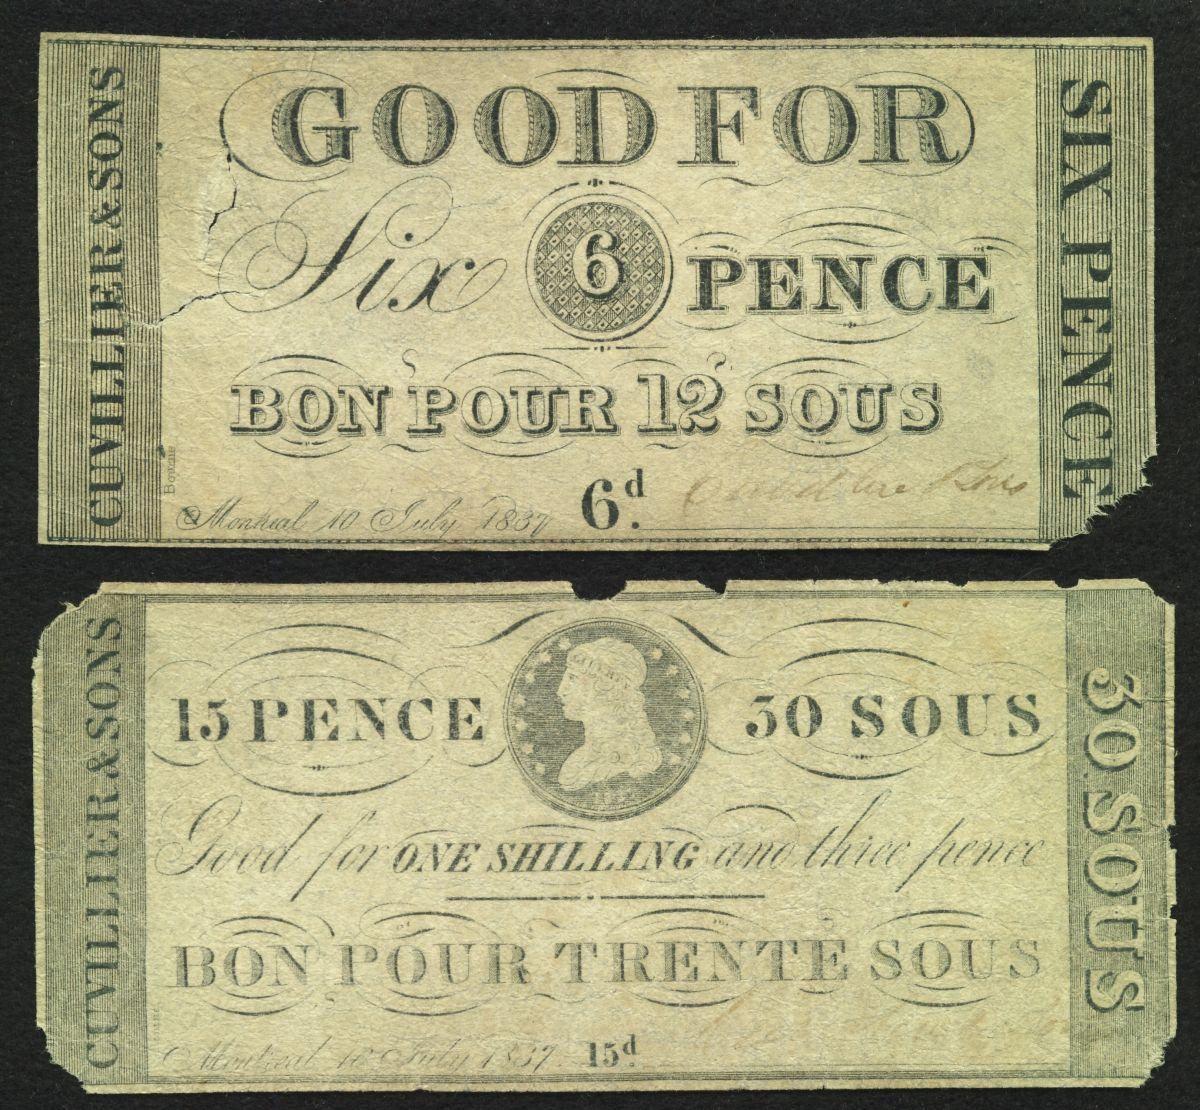 CUVILLIER & SONS
GOOD FOR
Six 6 PENCE
BON POUR 12 SOUS
Montreal 10 July 1837 6d.
SIX PENCE
CUVILLIER & SONS
15 PENCE 30 SOUS
Good for ONE SHILLING and three pence
BON POUR TRENTE SOUS
Montreal 10 July 1837 15d.
30 SOUS